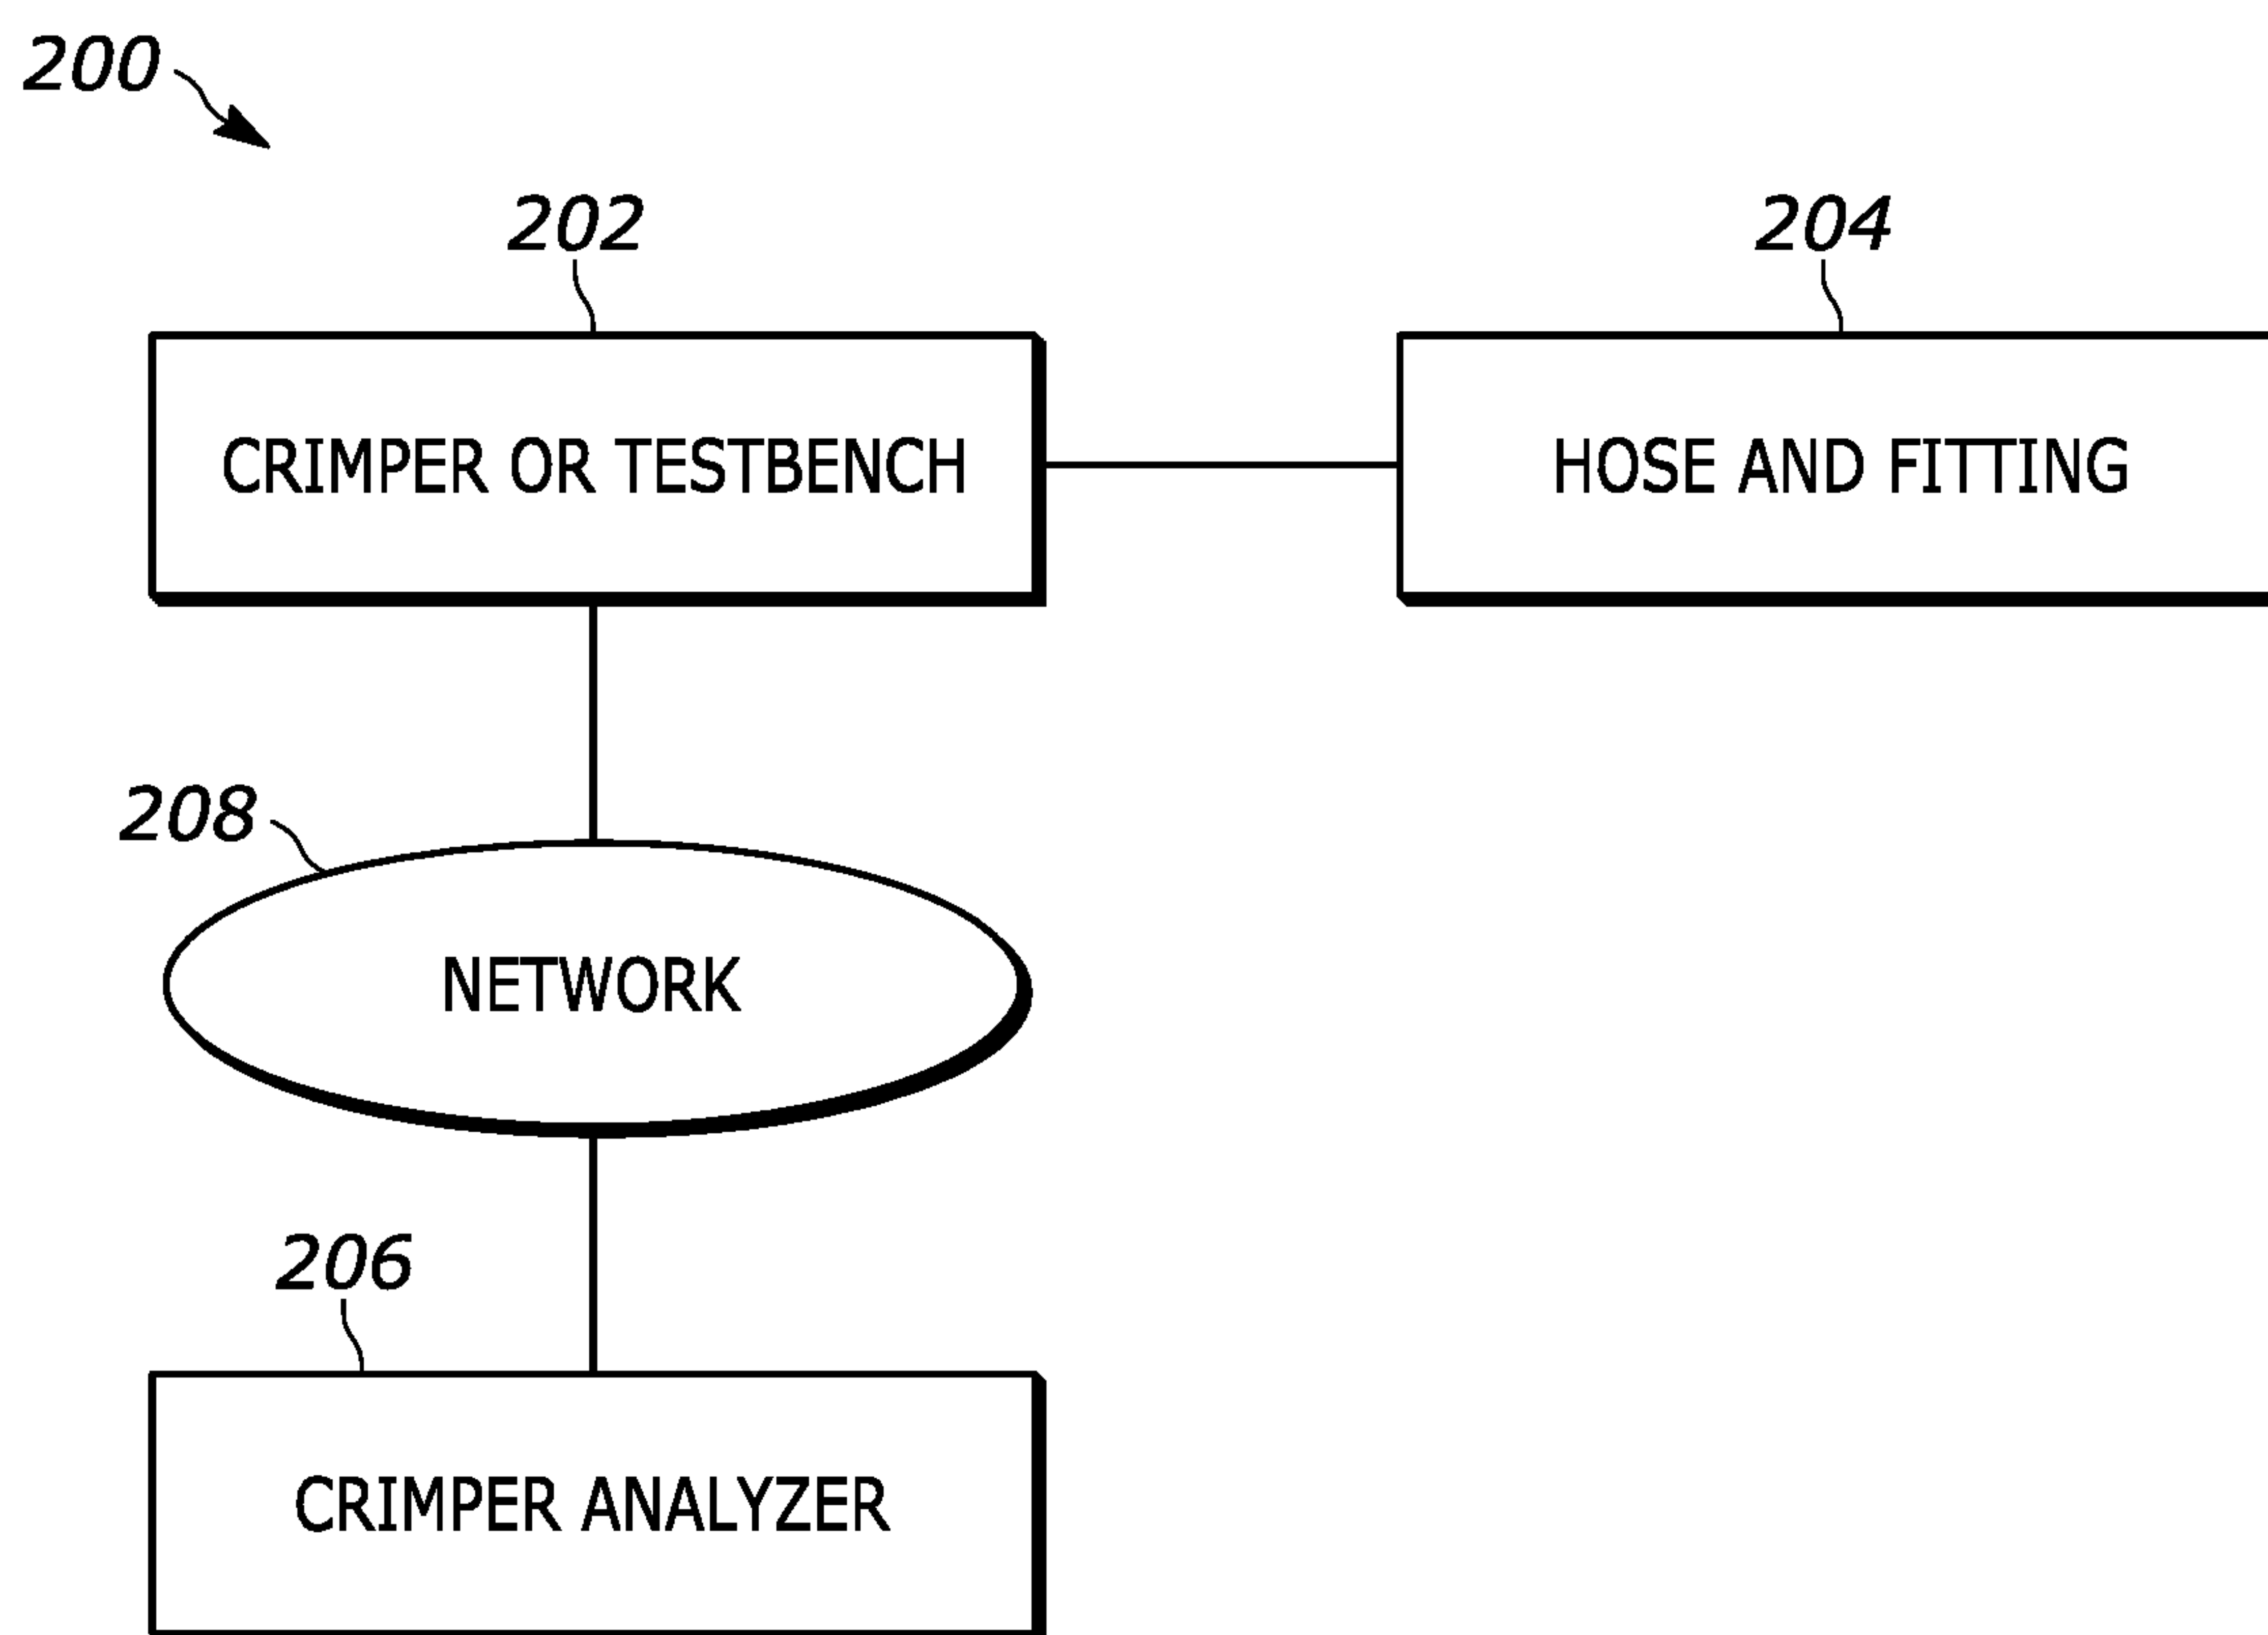 200
202
204
CRIMPER OR TESTBENCH
HOSE AND FITTING
208
NETWORK
206
CRIMPER ANALYZER